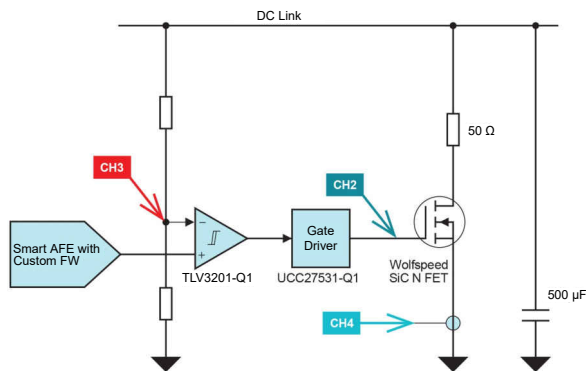 DC Link
50 Ω
CH3
CH2
Smart AFE with
Custom FW
−
+
TLV3201-Q1
Gate
Driver
UCC27531-Q1
Wolfspeed
SiC N FET
500 µF
CH4